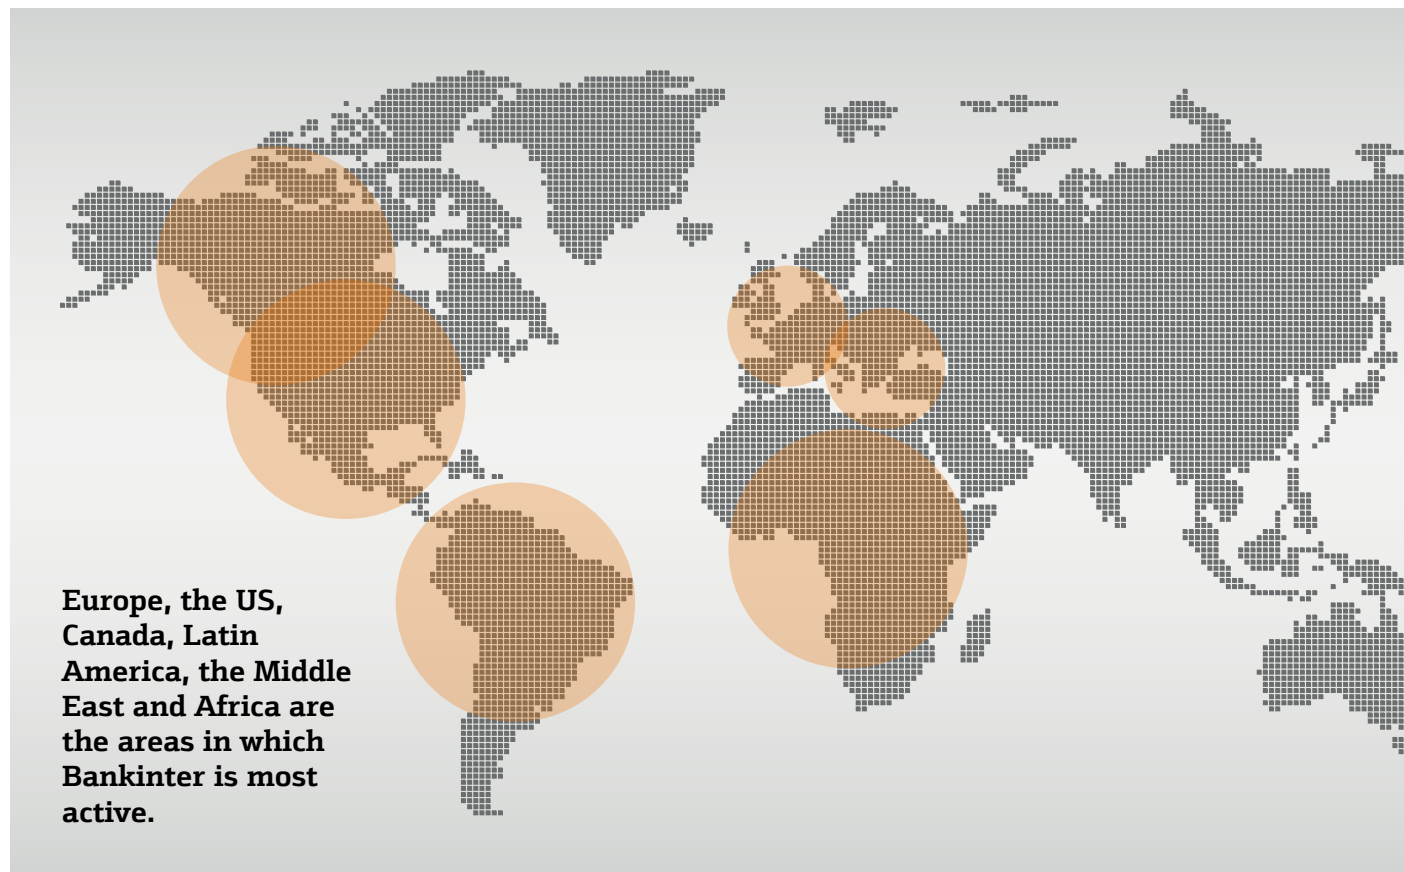 Europe, the US,
Canada, Latin
America, the Middle
East and Africa are
the areas in which
Bankinter is most
active.